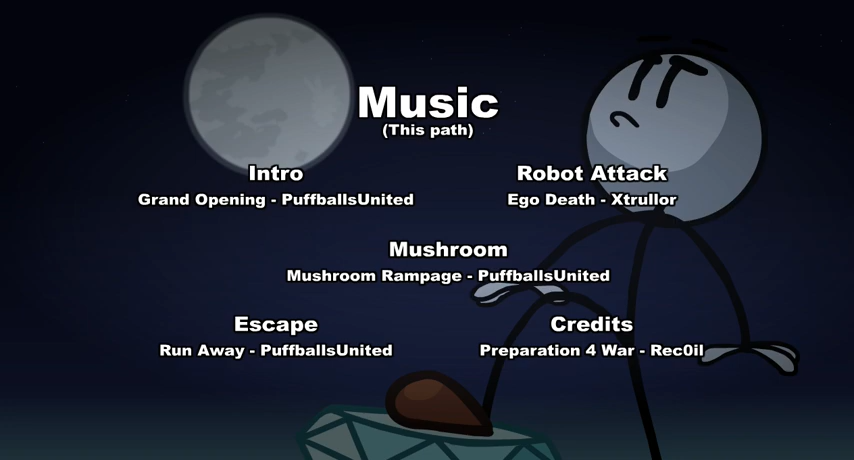 Music
(This path)
Intro
Grand Opening - PuffballsUnited
Robot Attack
Ego Death - Xtrullor
Mushroom
Mushroom Rampage - PuffballsUnited
Escape
Run Away - PuffballsUnited
Credits
Preparation 4 War - Rec0il